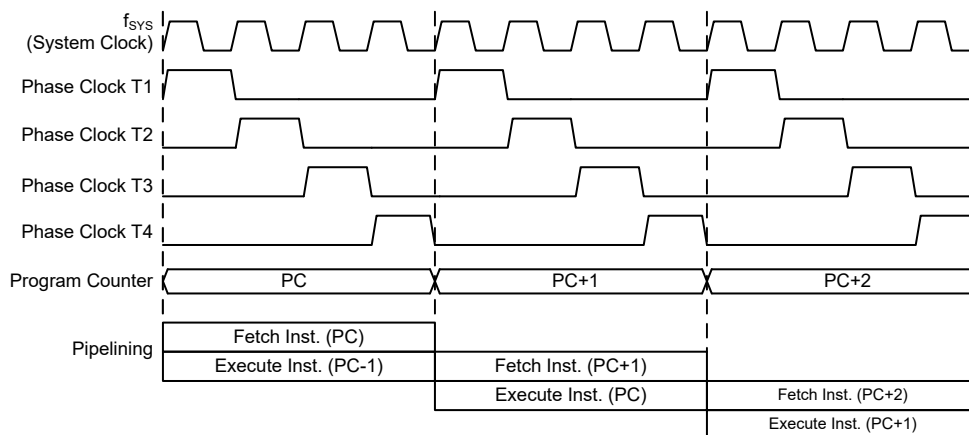 fSYS
(System Clock)
Phase Clock T1
Phase Clock T2
Phase Clock T3
Phase Clock T4
Program Counter
PC
PC+1
PC+2
Pipelining
Fetch Inst. (PC)
Execute Inst. (PC-1)
Fetch Inst. (PC+1)
Execute Inst. (PC)
Fetch Inst. (PC+2)
Execute Inst. (PC+1)